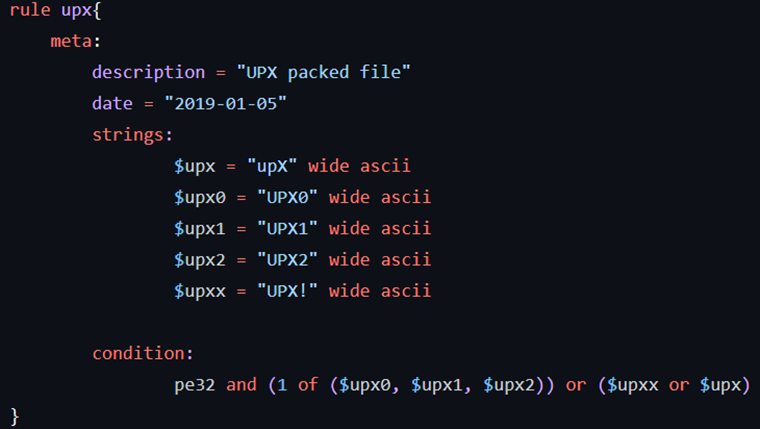 rule upx{
meta:
description = "UPX packed file"
date = "2019-01-05"
strings:
$upx = "upX" wide ascii
$upx0 = "UPX0" wide ascii
$upx1 = "UPX1" wide ascii
$upx2 = "UPX2" wide ascii
$upxx = "UPX!" wide ascii
condition:
pe32 and (1 of ($upx0, $upx1, $upx2)) or ($upxx or $upx)
}